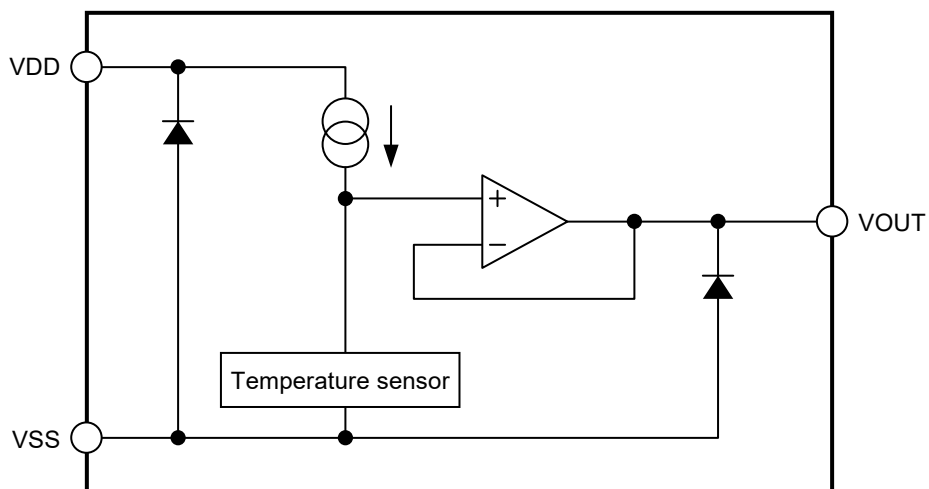 VDD
+
−
VOUT
Temperature sensor
VSS